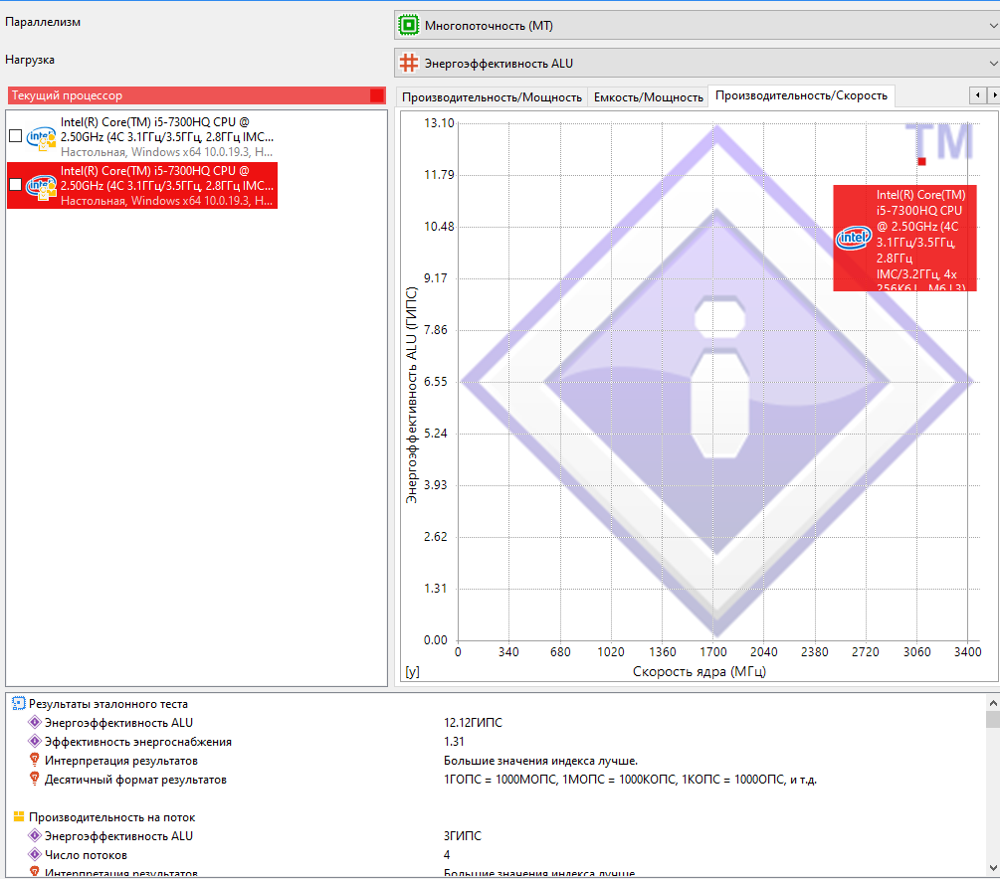 Параллелизм
Многопоточность (МТ)
Нагрузка
Энергоэффективность ALU
Текущий процессор
Производительность/Мощность
Емкость/Мощность
Производительность/Скорость
Intel(R) Core(TM) i5-7300HQ CPU @
2.50GHz (4C 3.1ГГц/3.5ГГц, 2.8ГГц IMC...
Настольная, Windows x64 10.0.19.3, H...
Intel(R) Core(TM) i5-7300HQ CPU @
2.50GHz (4C 3.1ГГц/3.5ГГц, 2.8ГГц IMC...
Настольная, Windows x64 10.0.19.3, H...
TM
Intel(R) Core(TM)
i5-7300HQ CPU
@ 2.50GHz (4C
3.1ГГц/3.5ГГц,
2.8ГГц
IMC/3.2ГГц, 4x
intel
Энергоэффективность ALU (ГИПС)
13.10
11.79
10.48
9.17
7.86
6.55
5.24
3.93
2.62
1.31
0.00
0 340 680 1020 1360 1700 2040 2380 2720 3060 3400
[y]
Скорость ядра (МГц)
Результаты эталонного теста
Энергоэффективность ALU 12.12ГИПС
Эффективность энергоснабжения 1.31
Интерпретация результатов Большие значения индекса лучше.
Десятичный формат результатов 1ГОПС = 1000МОПС, 1МОПС = 1000КОПС, 1КОПС = 1000ОПС, и т.д.
Производительность на поток
Энергоэффективность ALU 3ГИПС
Число потоков 4
Интерпретация результатов Большие значения индекса лучше.